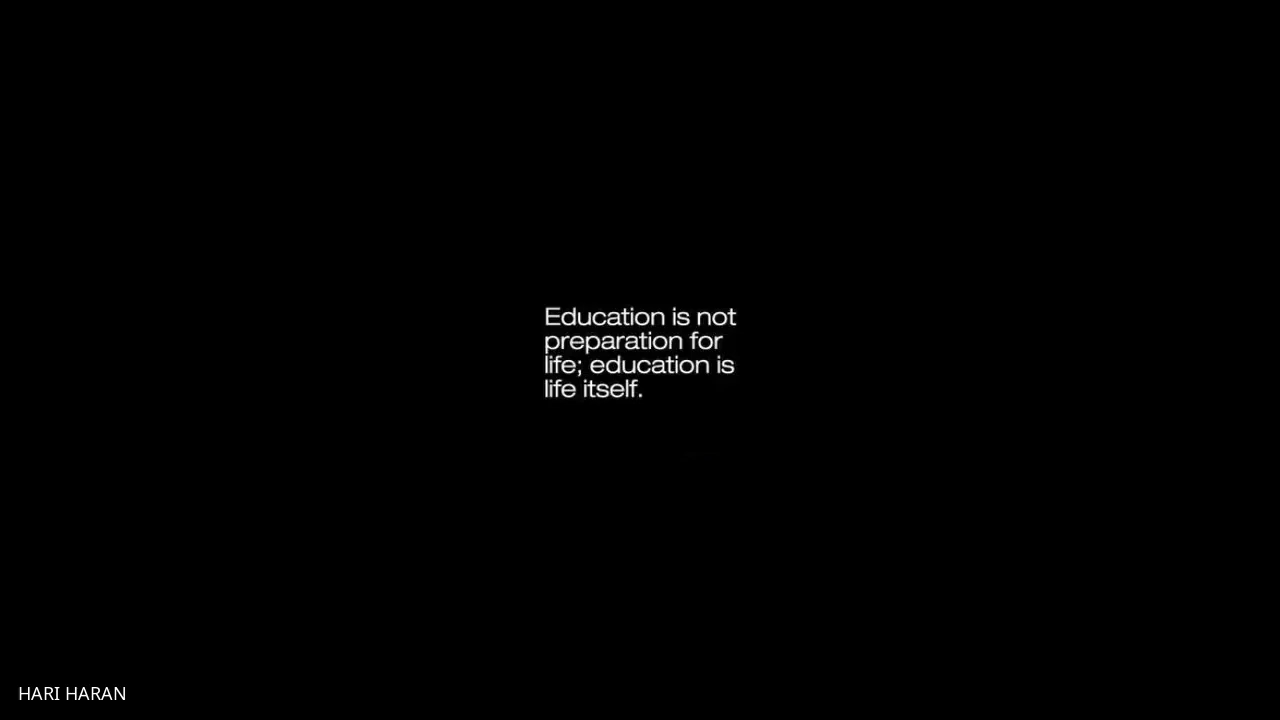 Education is not
preparation for
life; education is
life itself.
HARI HARAN